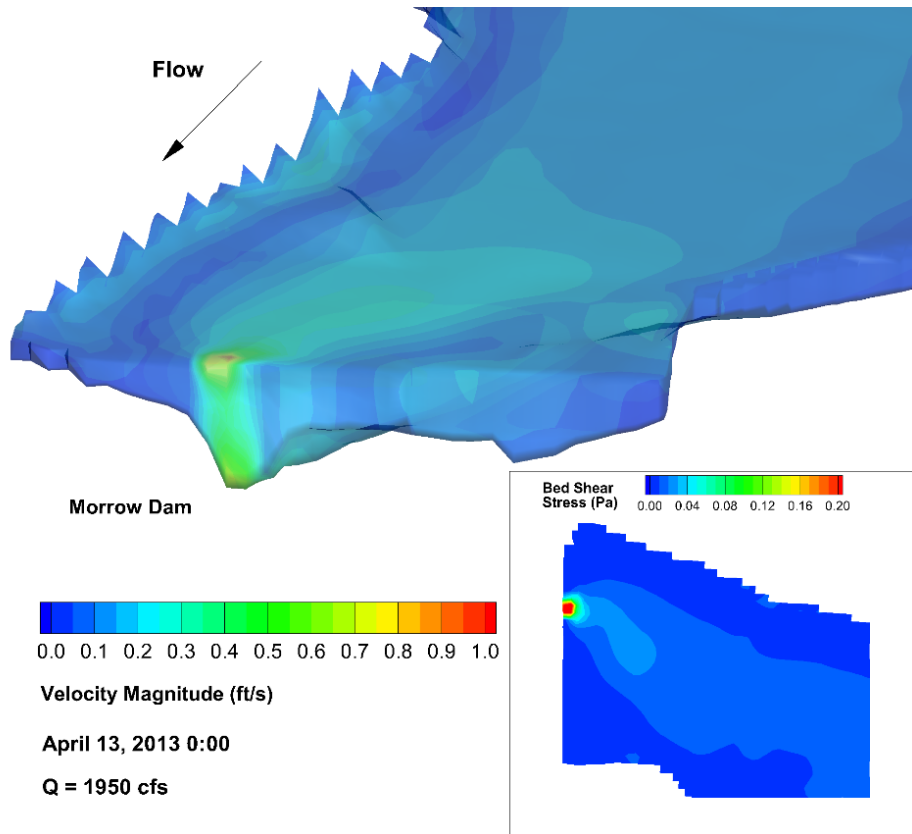 Flow
Morrow Dam
0.0 0.1 0.2 0.3 0.4 0.5 0.6 0.7 0.8 0.9 1.0
Velocity Magnitude (ft/s)
April 13, 2013 0:00
Q = 1950 cfs
Bed Shear
Stress (Pa)
0.00 0.04 0.08 0.12 0.16 0.20